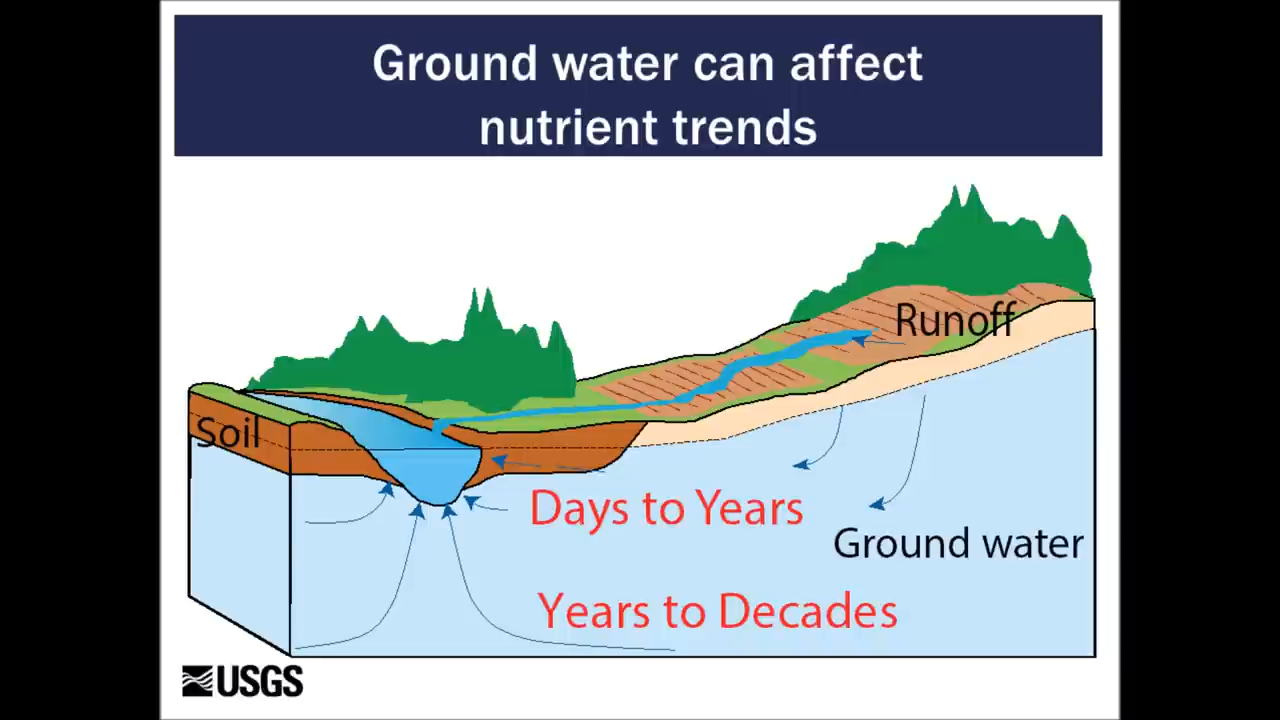 Ground water can affect
nutrient trends
Runoff
Soil
Days to Years
Ground water
Years to Decades
USGS